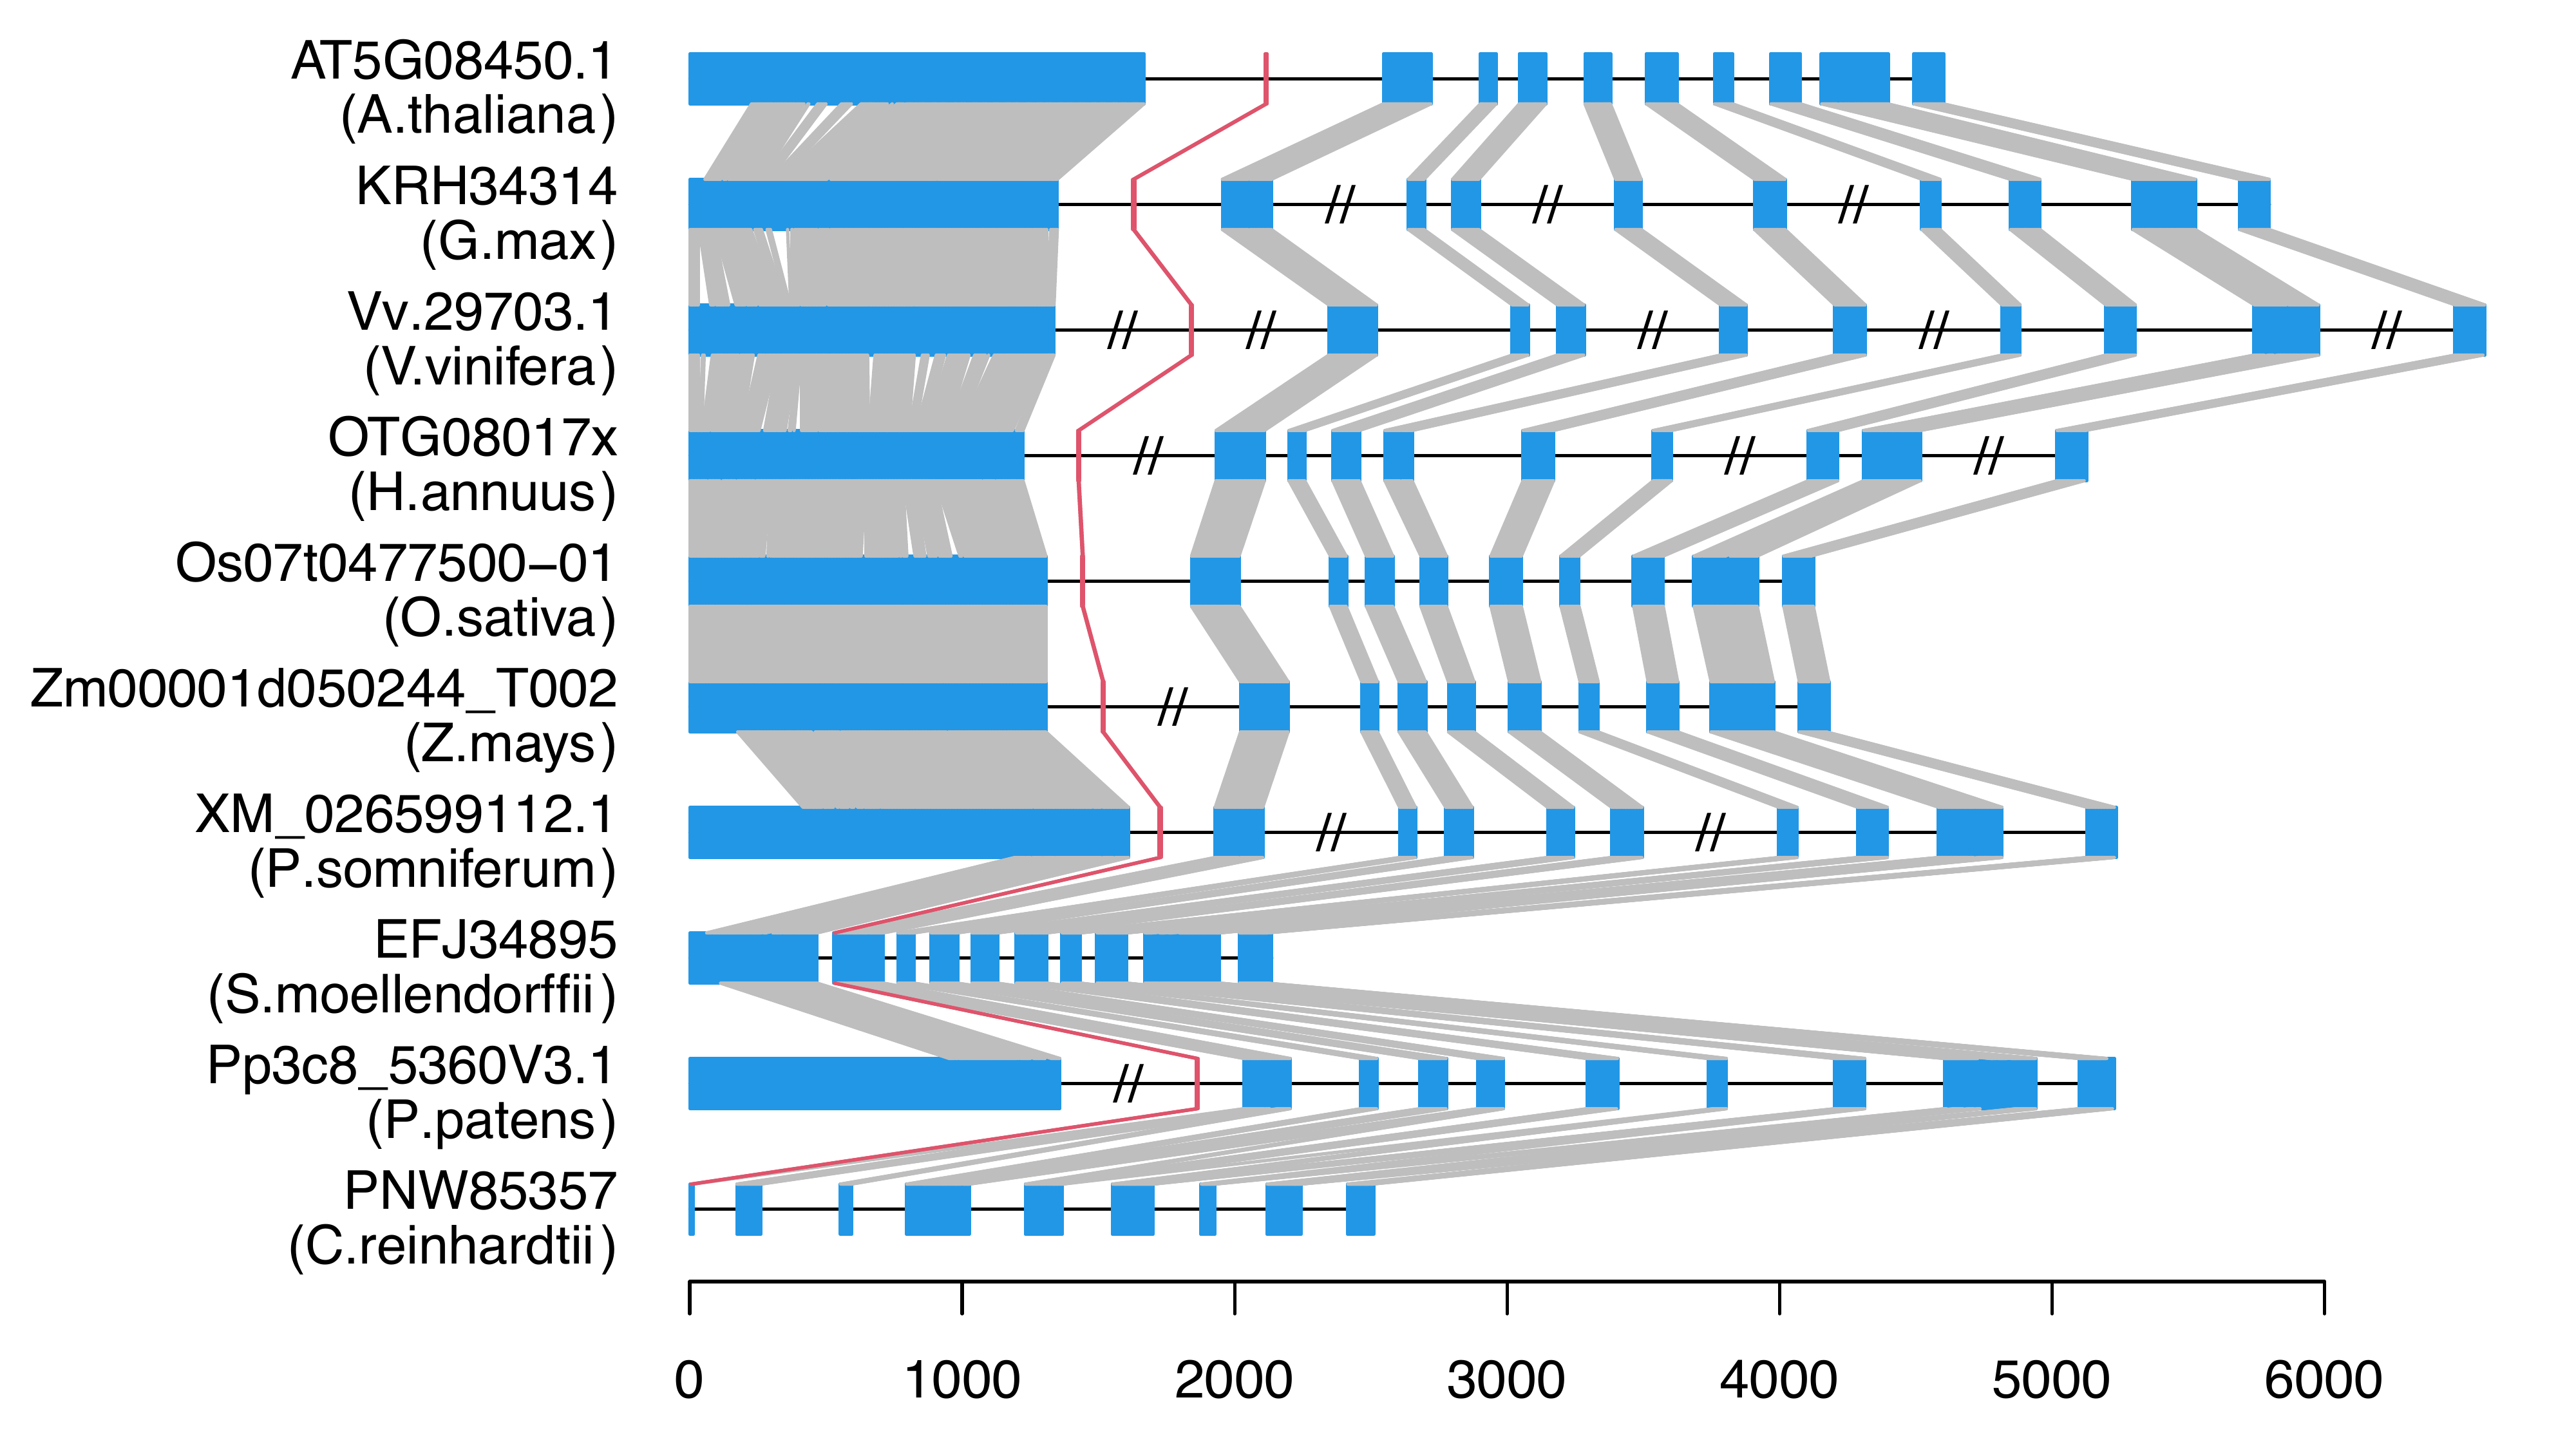 AT5G08450.1
(A.thaliana)
KRH34314
(G.max)
//
//
//
Vv.29703.1
(V.vinifera)
//
//
//
//
//
OTG08017x
(H.annuus)
//
//
//
Os07t0477500−01
(O.sativa)
Zm00001d050244_T002
(Z.mays)
//
XM_026599112.1
(P.somniferum)
//
//
EFJ34895
(S.moellendorffii)
Pp3c8_5360V3.1
(P.patens)
//
PNW85357
(C.reinhardtii)
0 1000 2000 3000 4000 5000 6000